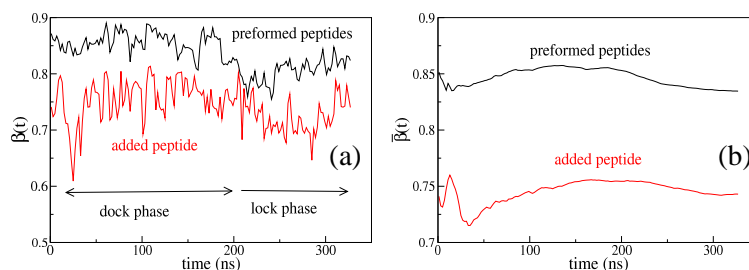 0.9
0.8
0.7
0.6
0.5
β(t)
preformed peptides
added peptide
(a)
dock phase
lock phase
0 100 200 300
time (ns)
0.9
0.85
0.8
0.75
0.7
β̅(t)
preformed peptides
added peptide
(b)
0 100 200 300
time (ns)